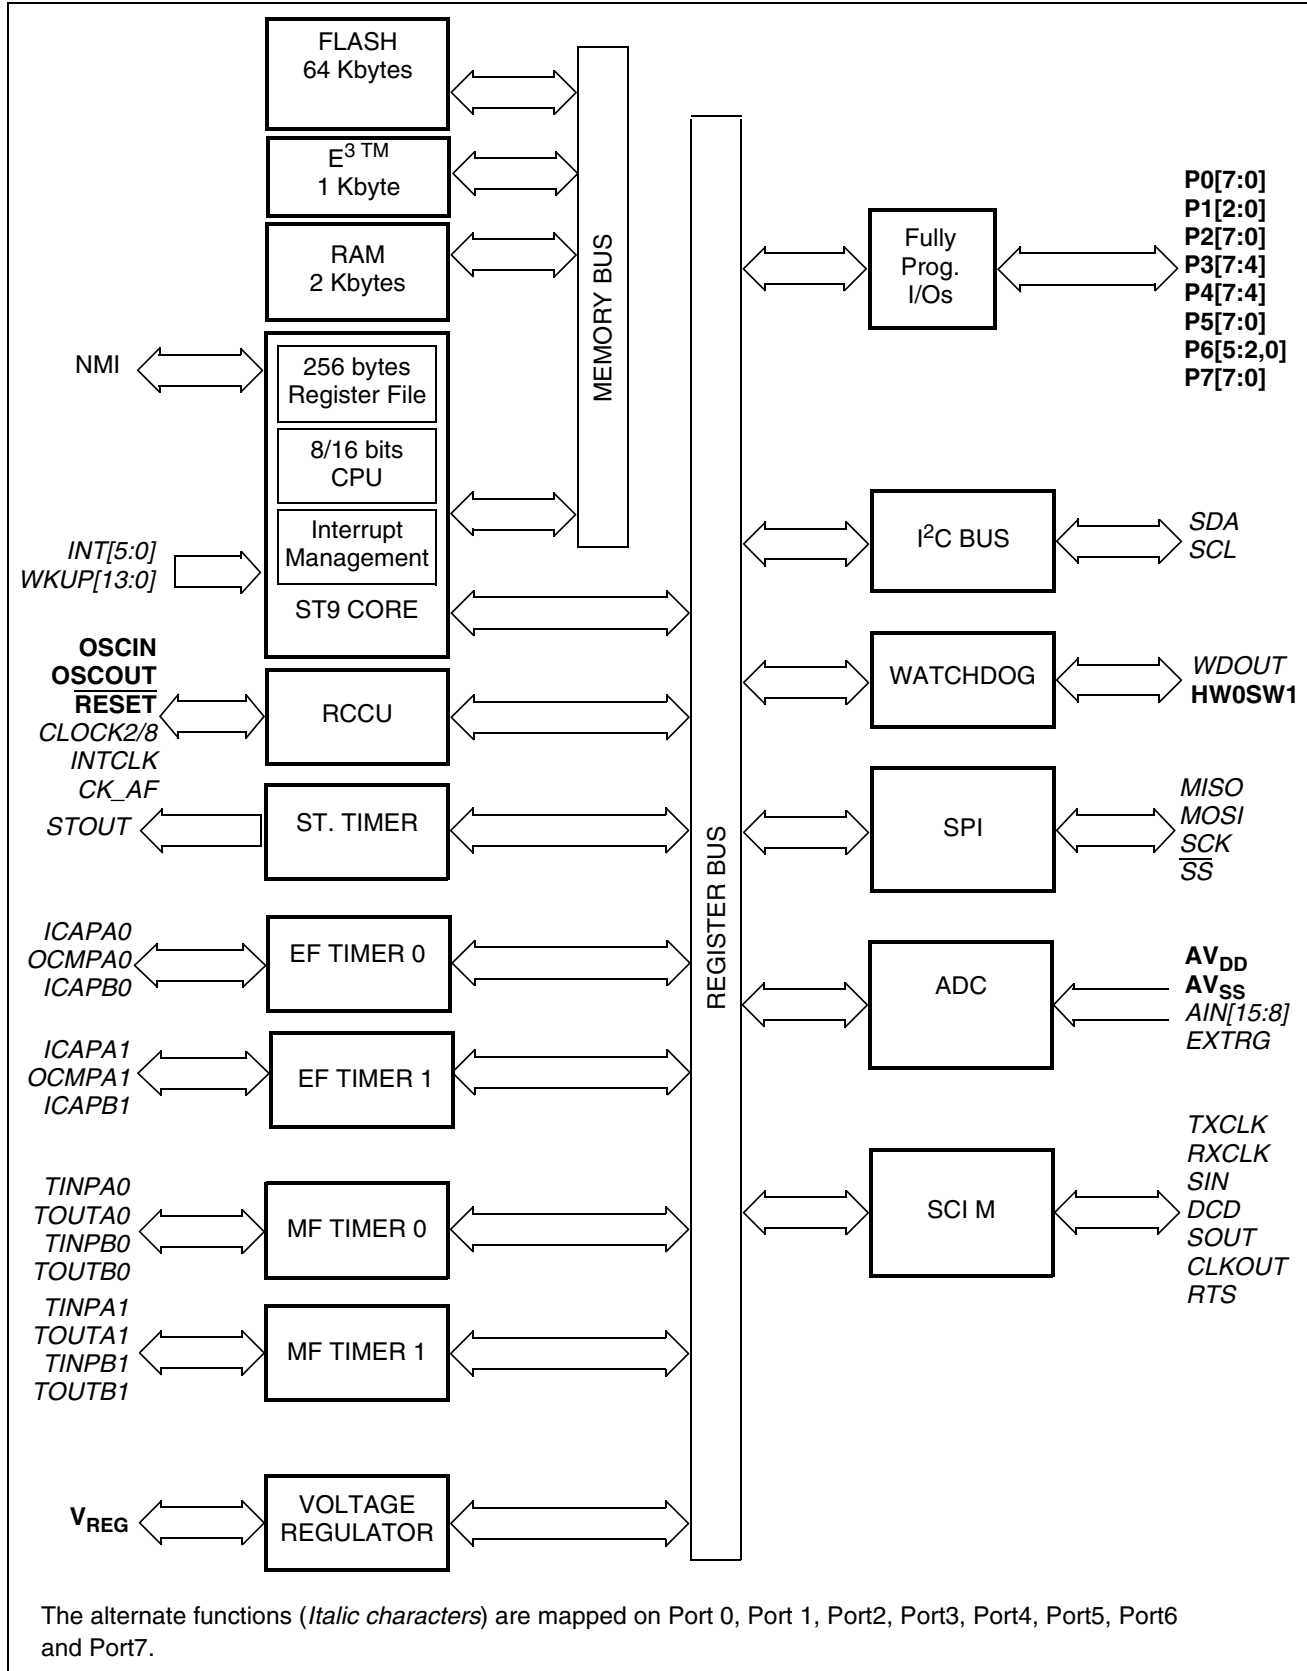 FLASH
64 Kbytes
E3 TM
1 Kbyte
RAM
2 Kbytes
NMI
256 bytes
Register File
8/16 bits
CPU
Interrupt
Management
ST9 CORE
INT[5:0]
WKUP[13:0]
OSCIN
OSCOUT
RESET
CLOCK2/8
INTCLK
CK_AF
RCCU
STOUT
ST. TIMER
ICAPA0
OCMPA0
ICAPB0
EF TIMER 0
ICAPA1
OCMPA1
ICAPB1
EF TIMER 1
TINPA0
TOUTA0
TINPB0
TOUTB0
MF TIMER 0
TINPA1
TOUTA1
TINPB1
TOUTB1
MF TIMER 1
VREG
VOLTAGE
REGULATOR
MEMORY BUS
REGISTER BUS
Fully
Prog.
I/Os
P0[7:0]
P1[2:0]
P2[7:0]
P3[7:4]
P4[7:4]
P5[7:0]
P6[5:2,0]
P7[7:0]
I2C BUS
SDA
SCL
WATCHDOG
WDOUT
HW0SW1
SPI
MISO
MOSI
SCK
SS
ADC
AVDD
AVSS
AIN[15:8]
EXTRG
SCI M
TXCLK
RXCLK
SIN
DCD
SOUT
CLKOUT
RTS
The alternate functions (Italic characters) are mapped on Port 0, Port 1, Port2, Port3, Port4, Port5, Port6
and Port7.